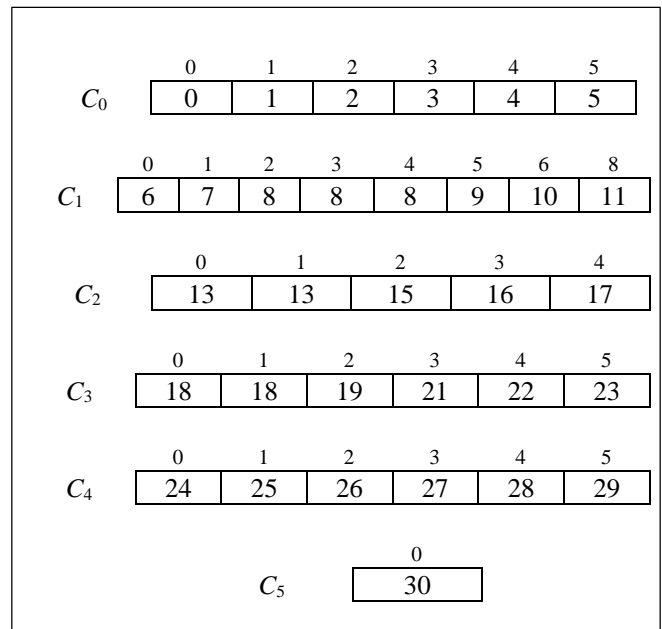 0 1 2 3 4 5
C0 0 1 2 3 4 5
0 1 2 3 4 5 6 8
C1 6 7 8 8 8 9 10 11
0 1 2 3 4
C2 13 13 15 16 17
0 1 2 3 4 5
C3 18 18 19 21 22 23
0 1 2 3 4 5
C4 24 25 26 27 28 29
0
C5 30